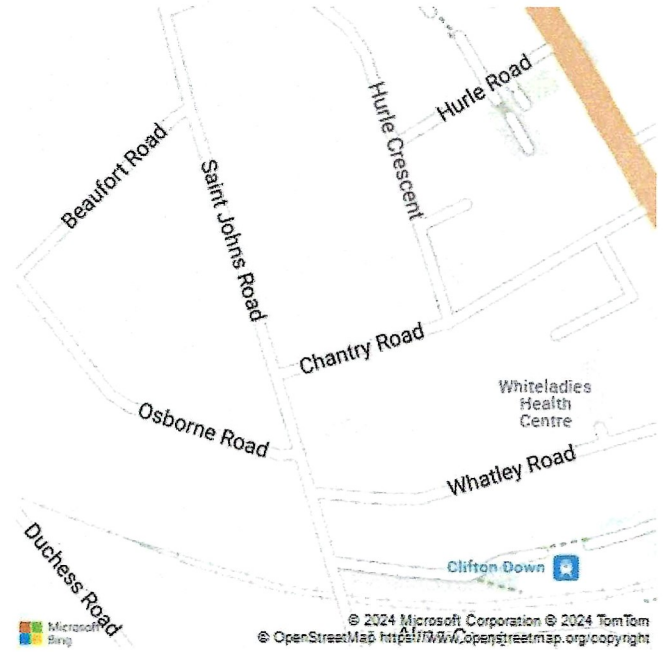 Hurle Road
Hurle Crescent
Beaufort Road
Saint Johns Road
Chantry Road
Whiteladies
Health
Centre
Osborne Road
Whatley Road
Duchess Road
Clifton Down
Microsoft
Bing
© 2024 Microsoft Corporation © 2024 TomTom
© OpenStreetMap https://www.openstreetmap.org/copyright